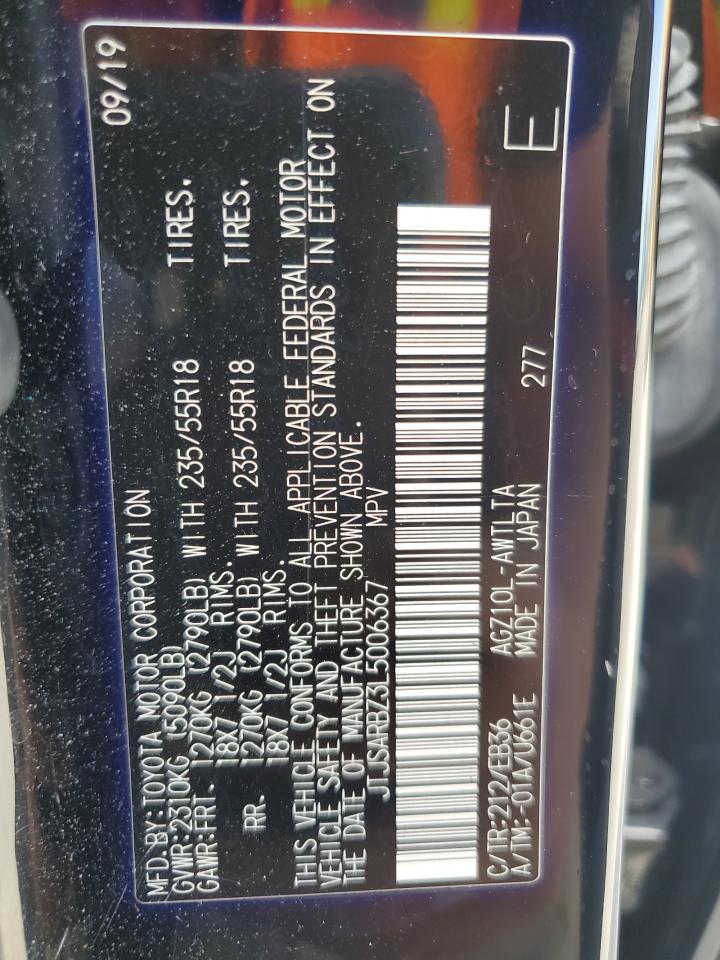 MFD. BY: TOYOTA MOTOR CORPORATION 09/19
GVWR: 2310KG (5090LB)
GAWR: FRT. 1270KG (2790LB) WITH 235/55R18 TIRES.
18X7 1/2J RIMS.
RR. 1270KG (2790LB) WITH 235/55R18 TIRES.
18X7 1/2J RIMS.
THIS VEHICLE CONFORMS TO ALL APPLICABLE FEDERAL MOTOR
VEHICLE SAFETY AND THEFT PREVENTION STANDARDS IN EFFECT ON
THE DATE OF MANUFACTURE SHOWN ABOVE.
JTJSARBZ3L5006367 MPV
C/TR: 212/EB36 AGZ10L-AWTLTA
A/TM: -01A/U661E MADE IN JAPAN 277 E